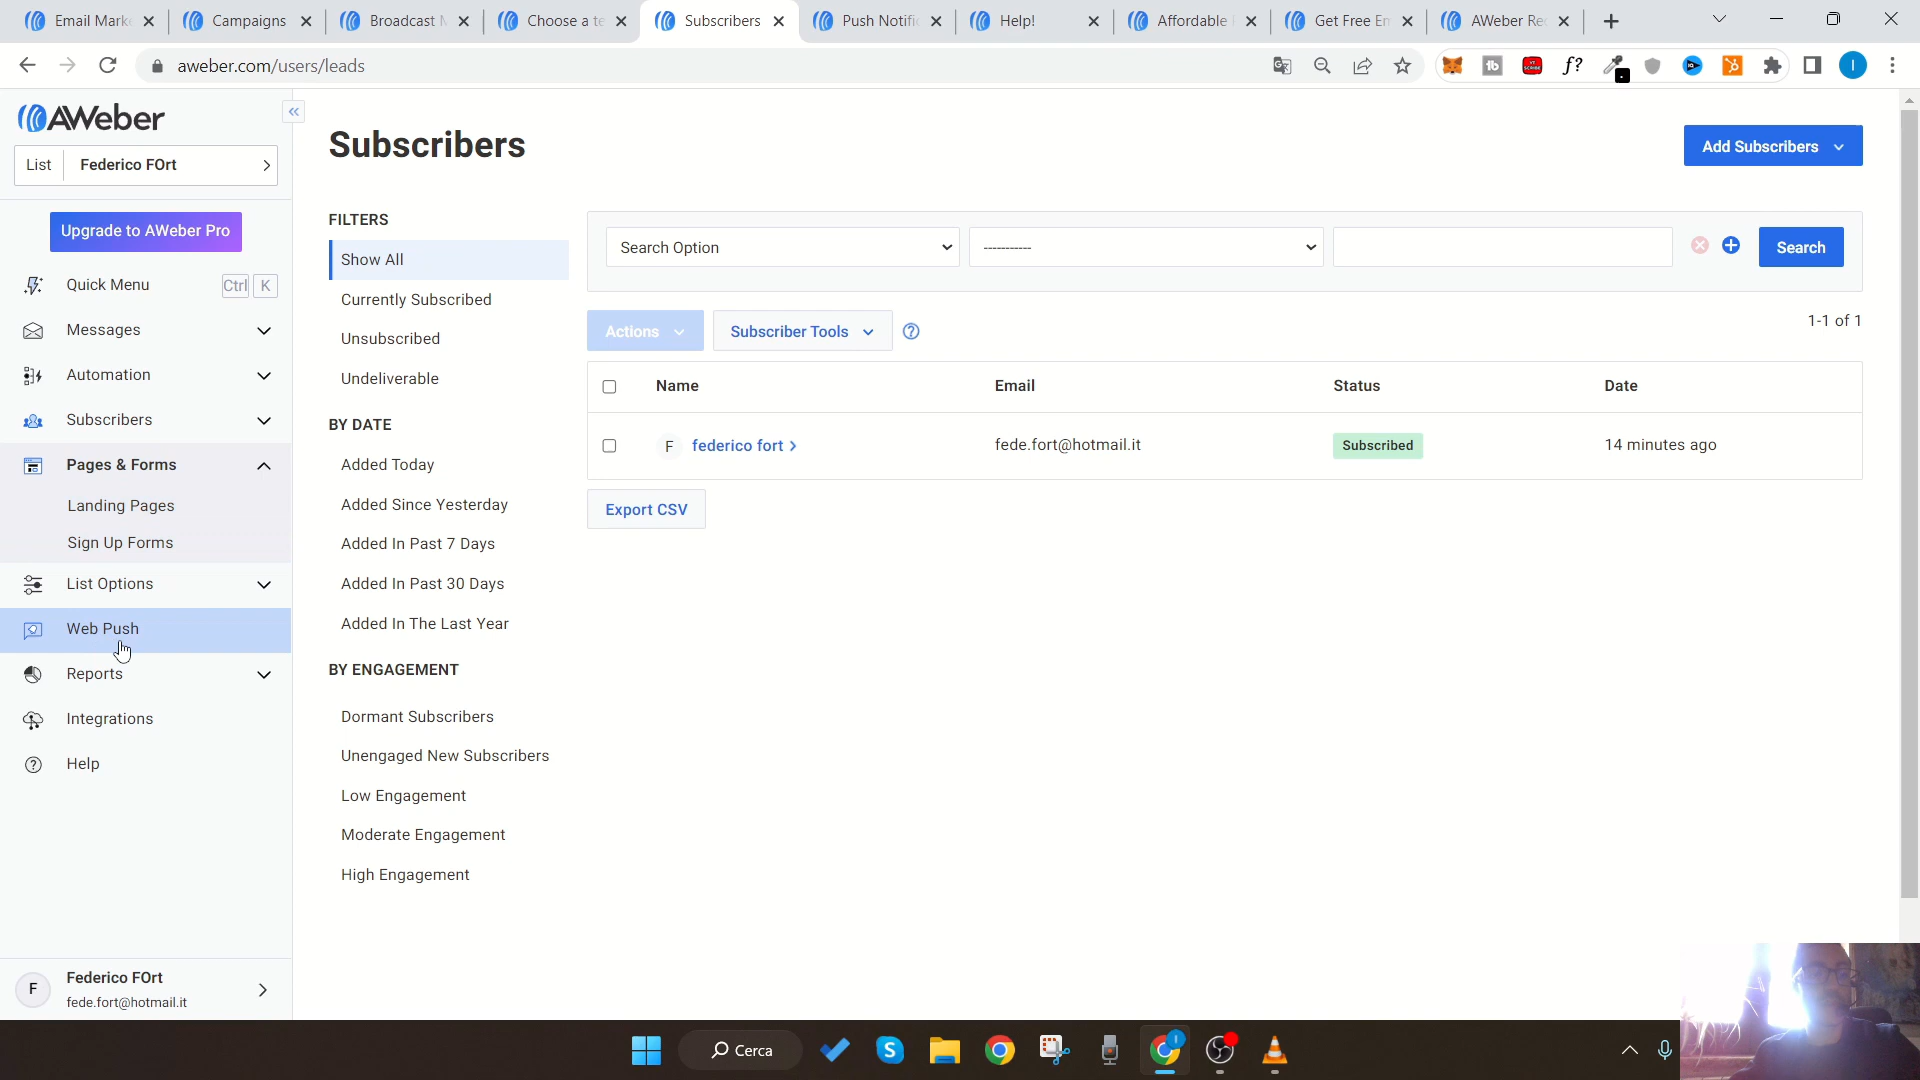 Email Mark
Campaigns
Broadcast M
Choose a te
Subscribers
Push Notific
Help!
Affordable
Get Free Em
AWeber Re
aweber.com/users/leads
AWeber
List
Federico FOrt
Upgrade to AWeber Pro
Quick Menu
Ctrl
K
Messages
Automation
Subscribers
Pages & Forms
Landing Pages
Sign Up Forms
List Options
Web Push
Reports
Integrations
Help
F
Federico FOrt
fede.fort@hotmail.it
Subscribers
Add Subscribers
FILTERS
Show All
Currently Subscribed
Unsubscribed
Undeliverable
BY DATE
Added Today
Added Since Yesterday
Added In Past 7 Days
Added In Past 30 Days
Added In The Last Year
BY ENGAGEMENT
Dormant Subscribers
Unengaged New Subscribers
Low Engagement
Moderate Engagement
High Engagement
Search Option
-----------
Search
Actions
Subscriber Tools
1-1 of 1
Name
Email
Status
Date
F
federico fort
fede.fort@hotmail.it
Subscribed
14 minutes ago
Export CSV
Cerca